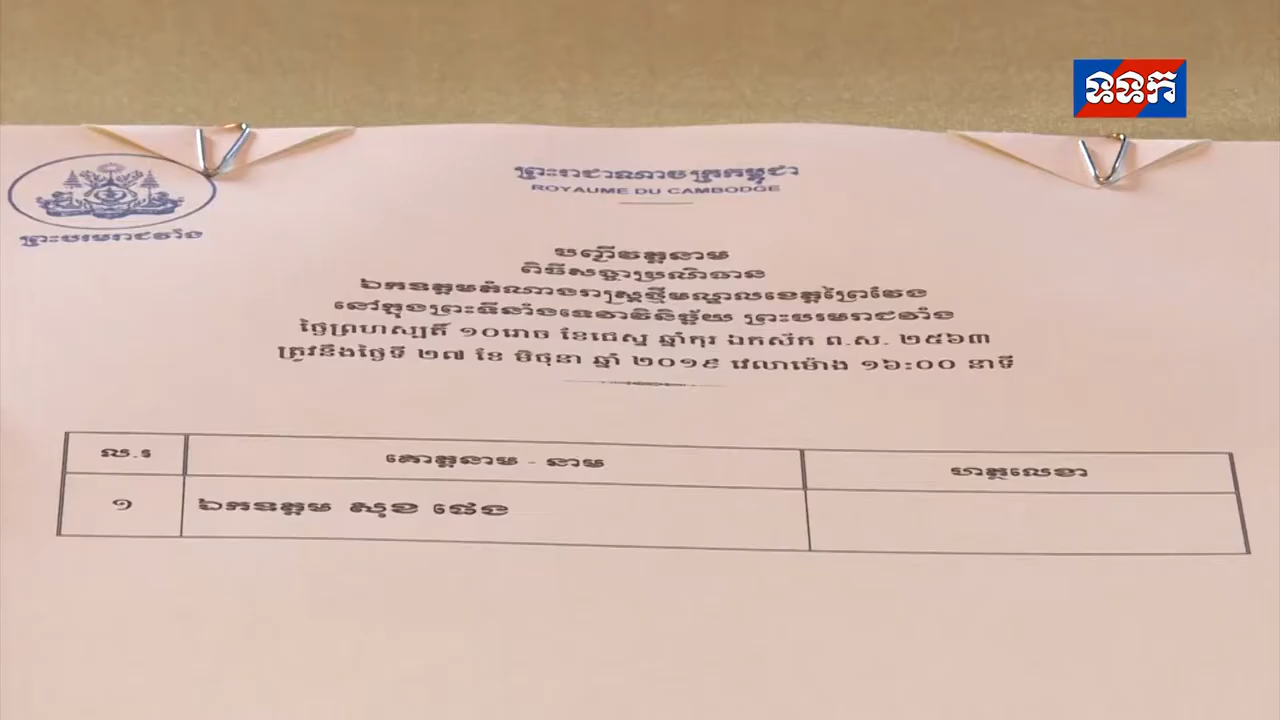 ទទក
ព្រះរាជាណាចក្រកម្ពុជា
ROYAUME DU CAMBODGE
ព្រះបរមរាជវាំង
បញ្ជីវត្តនាម
ពិធីសច្ចាប្រណិធាន
ឯកឧត្តមតំណាងរាស្ត្រថ្មីមណ្ឌលខេត្តព្រៃវែង
នៅក្នុងព្រះទីនាំងទេវាវិនិច្ឆ័យ ព្រះបរមរាជវាំង
ថ្ងៃព្រហស្បតិ៍ ១០រោច ខែជេស្ឋ ឆ្នាំកុរ ឯកស័ក ព.ស. ២៥៦៣
ត្រូវនឹងថ្ងៃទី ២៧ ខែ មិថុនា ឆ្នាំ ២០១៩ វេលាម៉ោង ១៦:០០ នាទី
ល.រ គោត្តនាម - នាម ហត្ថលេខា
១ ឯកឧត្តម សុខ ផេង